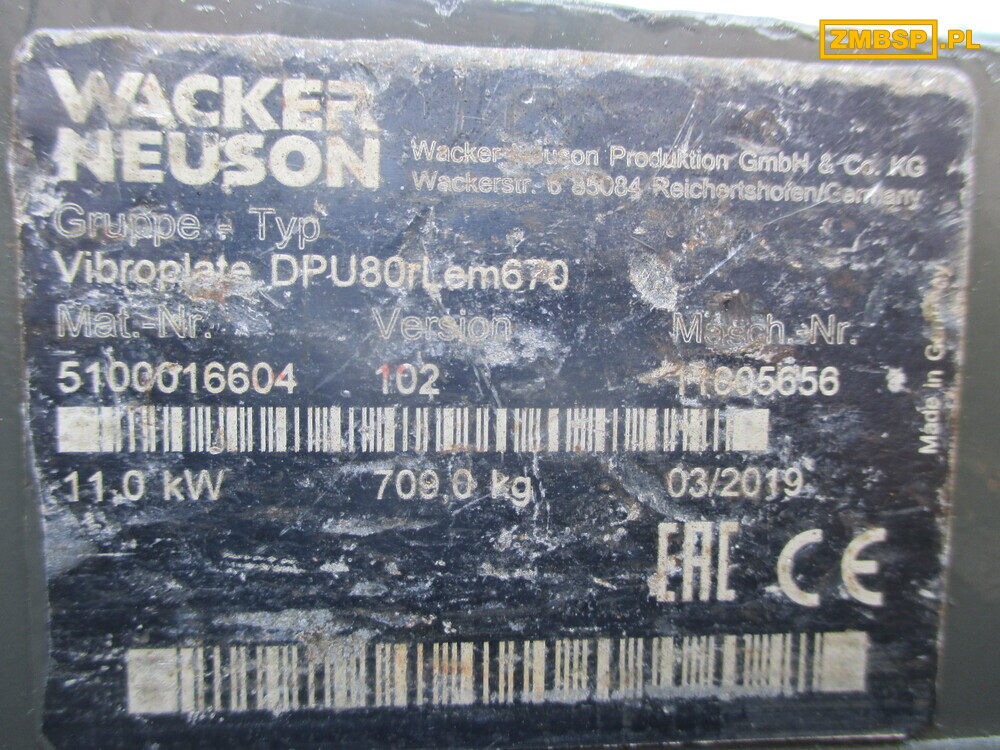 ZMBSP.PL
WACKER
NEUSON
Wacker Neuson Produktion GmbH & Co. KG
Wackerstr. 6 85084 Reichertshofen/Germany
Gruppe - Typ
Vibroplate DPU80rLem670
Mat.-Nr. Version Masch.-Nr.
5100016604 102 11005656
11,0 kW 709,0 kg 03/2019
EAC CE
Made in Germany